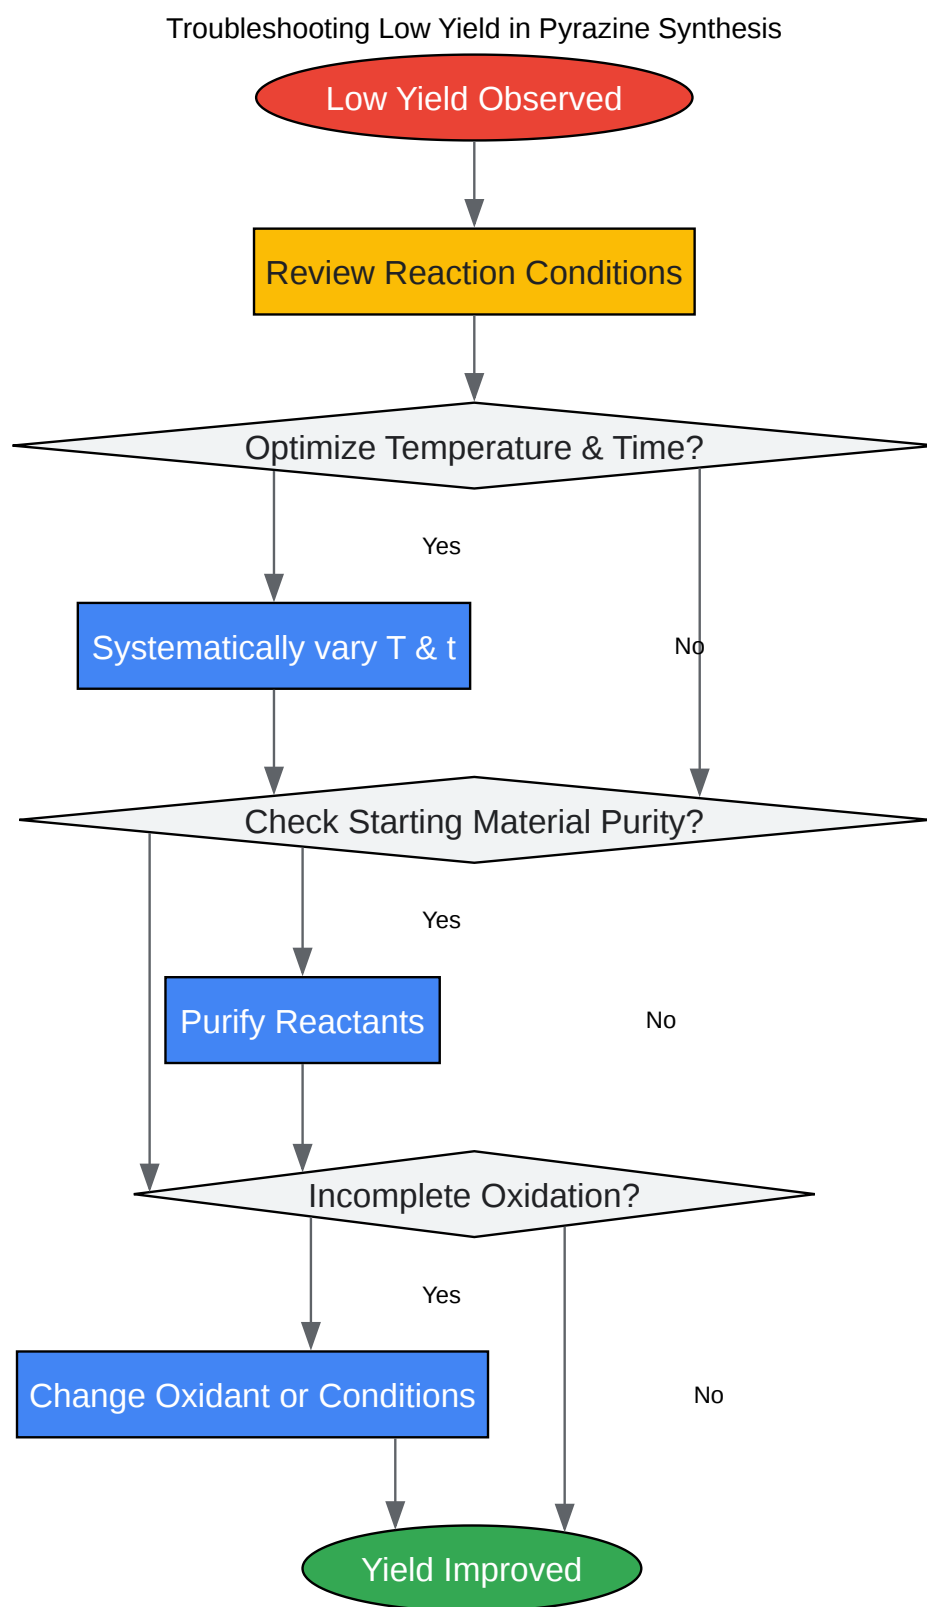 Troubleshooting Low Yield in Pyrazine Synthesis
Low Yield Observed
Review Reaction Conditions
Optimize Temperature & Time?
Yes
Systematically vary T & t
No
Check Starting Material Purity?
Yes
Purify Reactants
No
Incomplete Oxidation?
Yes
Change Oxidant or Conditions
No
Yield Improved